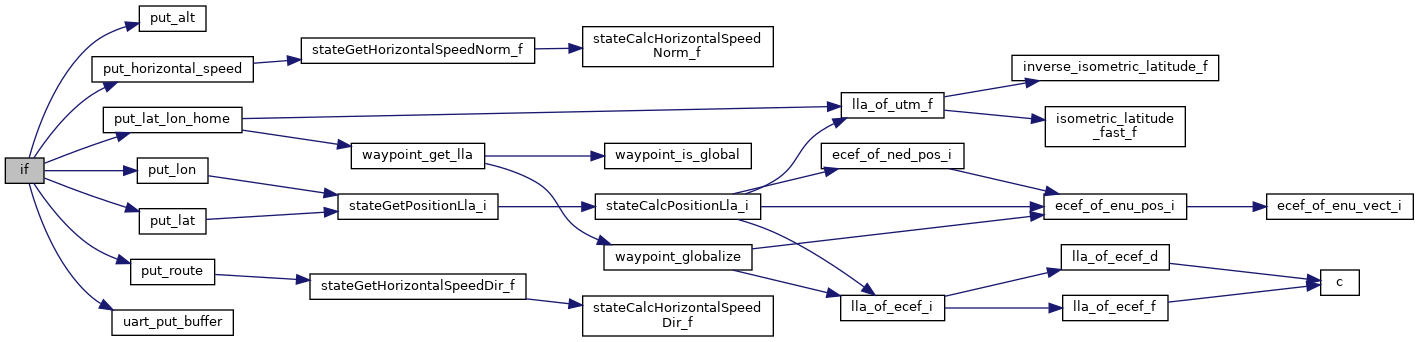 if
put_alt
put_horizontal_speed
put_lat_lon_home
put_lon
put_lat
put_route
uart_put_buffer
stateGetHorizontalSpeedNorm_f
waypoint_get_lla
stateGetPositionLla_i
stateGetHorizontalSpeedDir_f
stateCalcHorizontalSpeed
Norm_f
waypoint_is_global
stateCalcPositionLla_i
waypoint_globalize
stateCalcHorizontalSpeed
Dir_f
lla_of_utm_f
ecef_of_ned_pos_i
lla_of_ecef_i
inverse_isometric_latitude_f
isometric_latitude
_fast_f
ecef_of_enu_pos_i
lla_of_ecef_d
lla_of_ecef_f
ecef_of_enu_vect_i
c